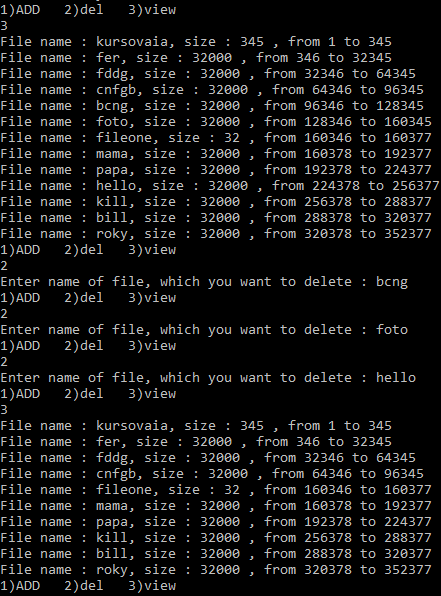 1)ADD   2)del   3)view
3
File name : kursovaia, size : 345 , from 1 to 345
File name : fer, size : 32000 , from 346 to 32345
File name : fddg, size : 32000 , from 32346 to 64345
File name : cnfgb, size : 32000 , from 64346 to 96345
File name : bcng, size : 32000 , from 96346 to 128345
File name : foto, size : 32000 , from 128346 to 160345
File name : fileone, size : 32 , from 160346 to 160377
File name : mama, size : 32000 , from 160378 to 192377
File name : papa, size : 32000 , from 192378 to 224377
File name : hello, size : 32000 , from 224378 to 256377
File name : kill, size : 32000 , from 256378 to 288377
File name : bill, size : 32000 , from 288378 to 320377
File name : roky, size : 32000 , from 320378 to 352377
1)ADD   2)del   3)view
2
Enter name of file, which you want to delete : bcng
1)ADD   2)del   3)view
2
Enter name of file, which you want to delete : foto
1)ADD   2)del   3)view
2
Enter name of file, which you want to delete : hello
1)ADD   2)del   3)view
3
File name : kursovaia, size : 345 , from 1 to 345
File name : fer, size : 32000 , from 346 to 32345
File name : fddg, size : 32000 , from 32346 to 64345
File name : cnfgb, size : 32000 , from 64346 to 96345
File name : fileone, size : 32 , from 160346 to 160377
File name : mama, size : 32000 , from 160378 to 192377
File name : papa, size : 32000 , from 192378 to 224377
File name : kill, size : 32000 , from 256378 to 288377
File name : bill, size : 32000 , from 288378 to 320377
File name : roky, size : 32000 , from 320378 to 352377
1)ADD   2)del   3)view